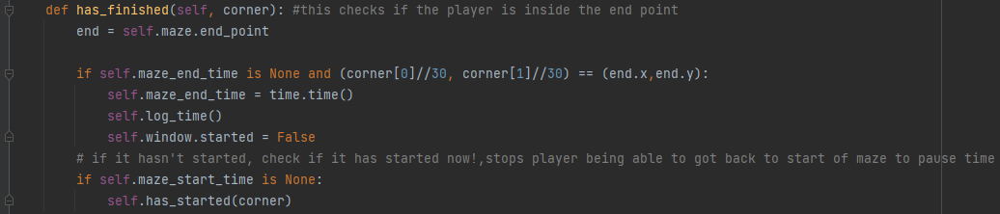 def has_finished(self, corner): #this checks if the player is inside the end point
end = self.maze.end_point
if self.maze_end_time is None and (corner[0]//30, corner[1]//30) == (end.x,end.y):
self.maze_end_time = time.time()
self.log_time()
self.window.started = False
# if it hasn't started, check if it has started now!,stops player being able to got back to start of maze to pause time
if self.maze_start_time is None:
self.has_started(corner)